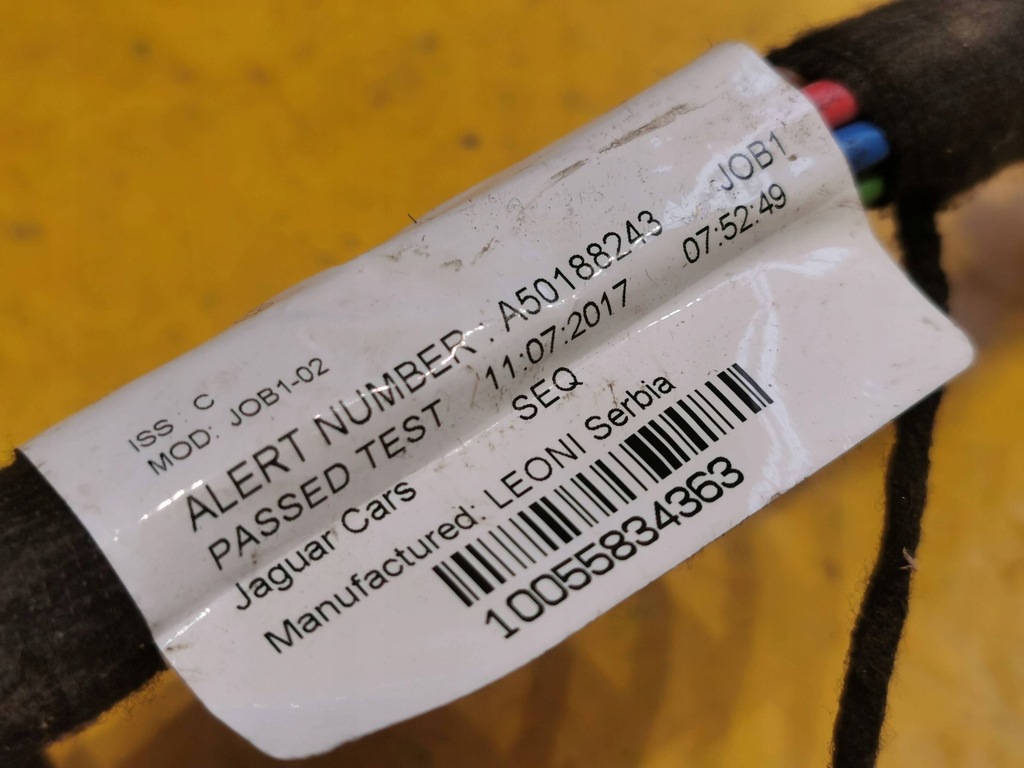 ISS : C
MOD: JOB1-02
ALERT NUMBER : A50188243 JOB1
PASSED TEST 11:07:2017 07:52:49
Jaguar Cars SEQ
Manufactured: LEONI Serbia
10055834363